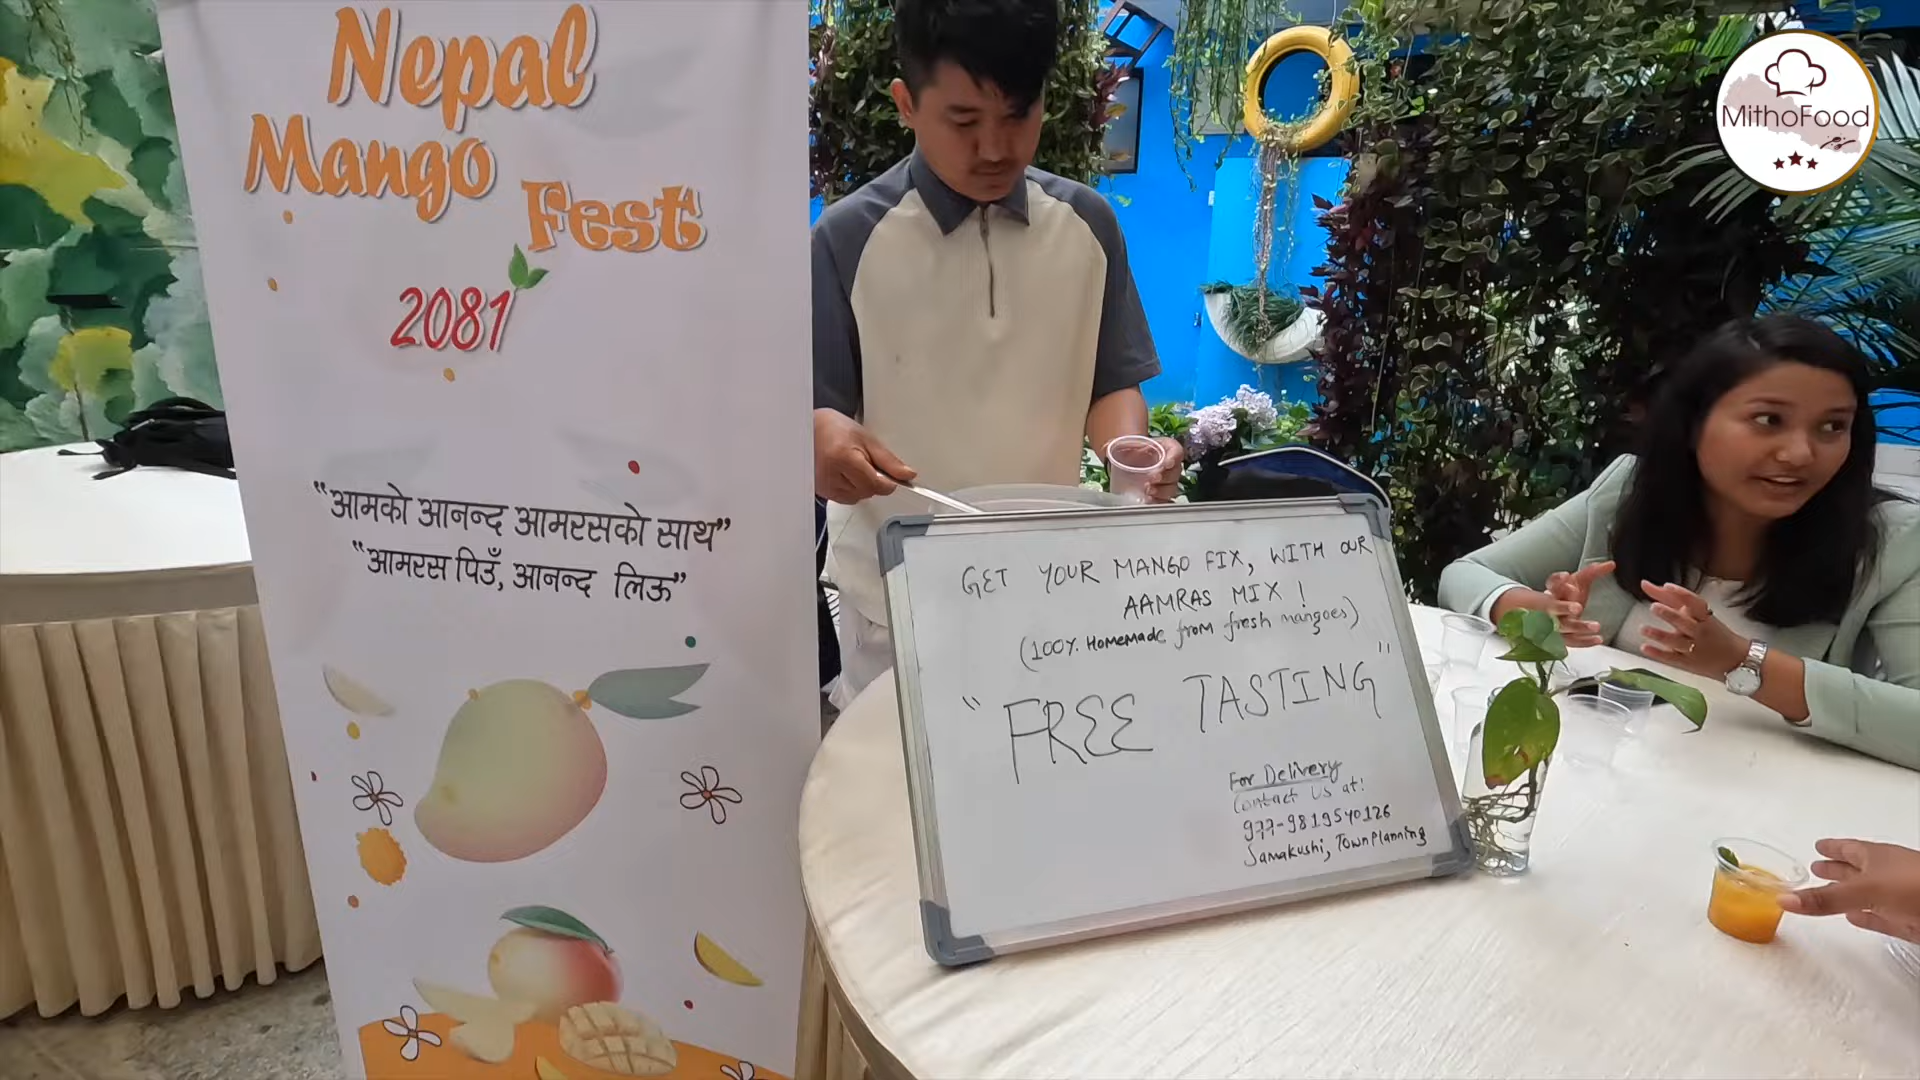 Nepal
Mango
Fest
2081
“आमको आनन्द आमरसको साथ”
“आमरस पिउँ, आनन्द लिऊ”
GET YOUR MANGO FIX, WITH OUR
AAMRAS MIX !
(100% Homemade from fresh mangoes)
“FREE TASTING”
For Delivery
Contact Us at:
977-9819540126
Samakushi, Town Planning
MithoFood